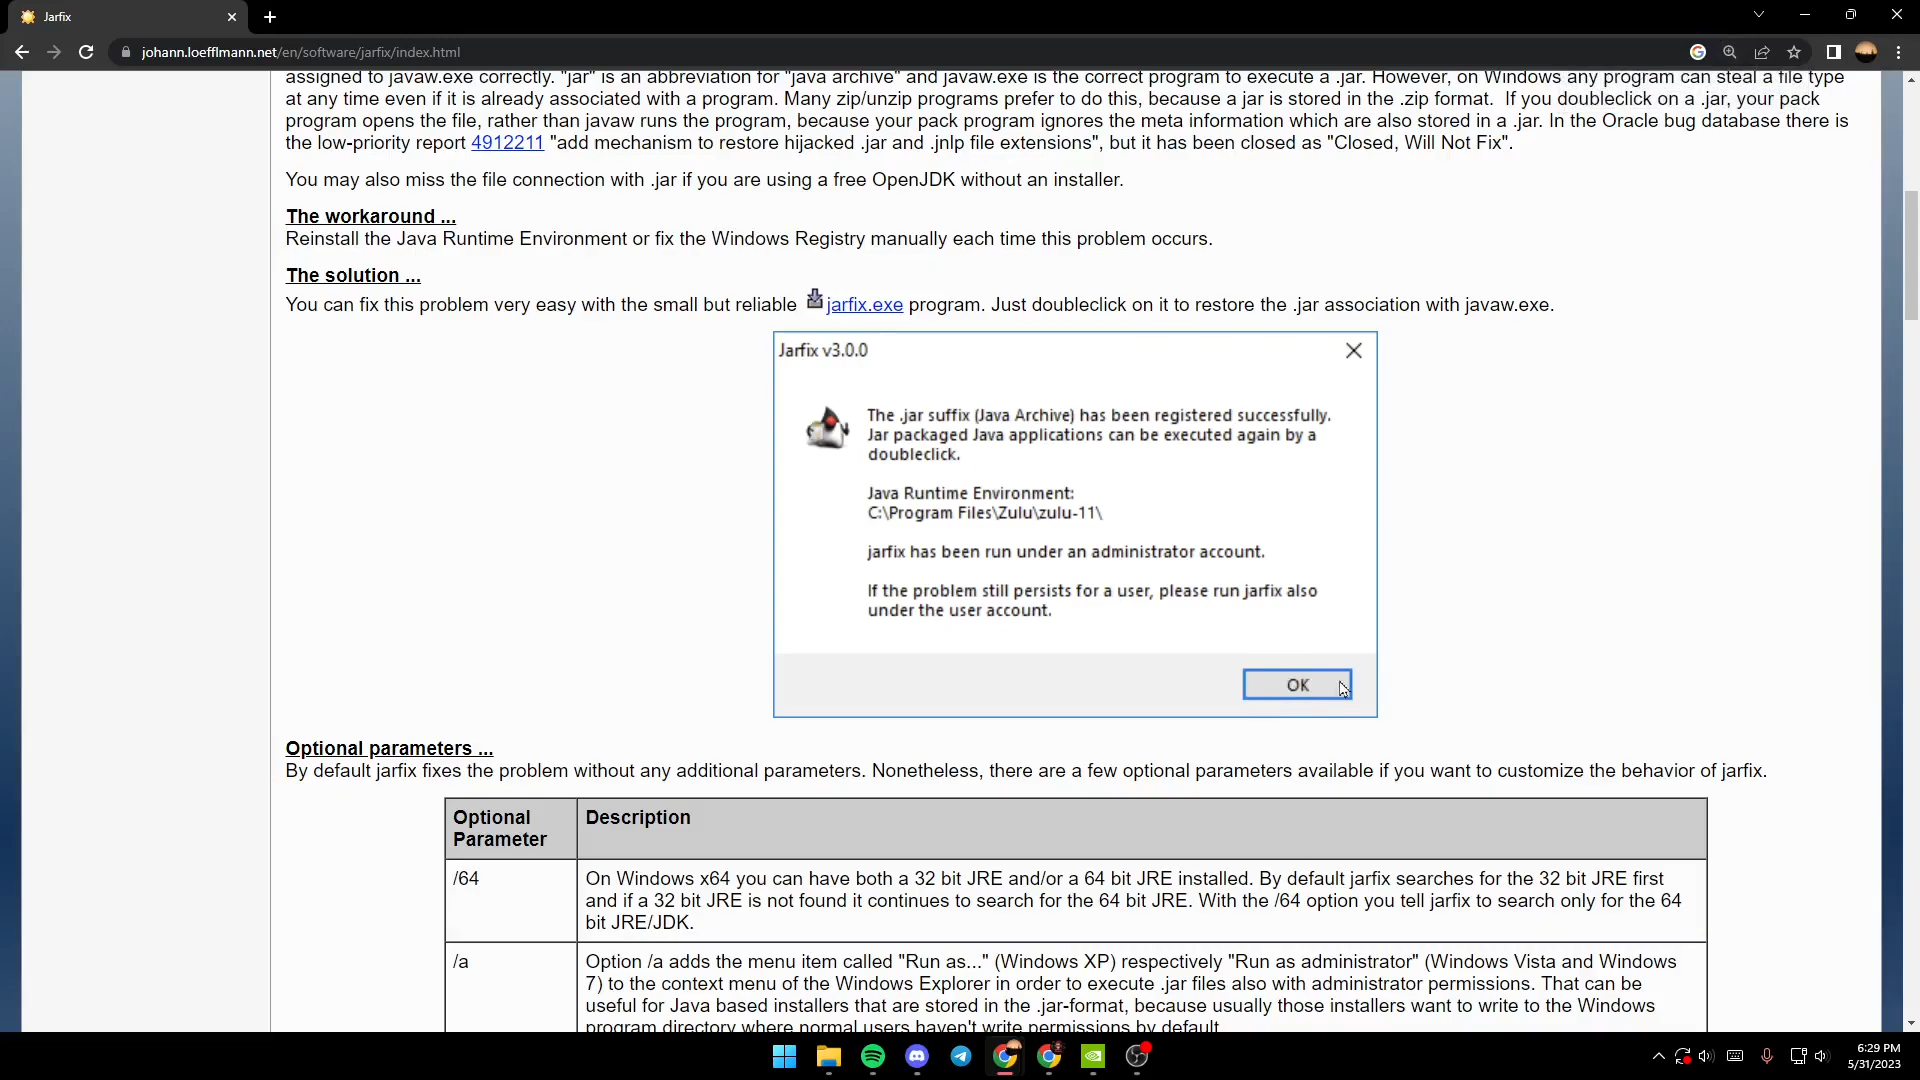 Jarfix
johann.loefflmann.net/en/software/jarfix/index.html
assigned to javaw.exe correctly. "jar" is an abbreviation for "java archive" and javaw.exe is the correct program to execute a .jar. However, on Windows any program can steal a file type
at any time even if it is already associated with a program. Many zip/unzip programs prefer to do this, because a jar is stored in the .zip format. If you doubleclick on a .jar, your pack
program opens the file, rather than javaw runs the program, because your pack program ignores the meta information which are also stored in a .jar. In the Oracle bug database there is
the low-priority report 4912211 "add mechanism to restore hijacked .jar and .jnlp file extensions", but it has been closed as "Closed, Will Not Fix".
You may also miss the file connection with .jar if you are using a free OpenJDK without an installer.
The workaround ...
Reinstall the Java Runtime Environment or fix the Windows Registry manually each time this problem occurs.
The solution ...
You can fix this problem very easy with the small but reliable jarfix.exe program. Just doubleclick on it to restore the .jar association with javaw.exe.
Jarfix v3.0.0
The .jar suffix (Java Archive) has been registered successfully.
Jar packaged Java applications can be executed again by a
doubleclick.
Java Runtime Environment:
C:\Program Files\Zulu\zulu-11\
jarfix has been run under an administrator account.
If the problem still persists for a user, please run jarfix also
under the user account.
OK
Optional parameters ...
By default jarfix fixes the problem without any additional parameters. Nonetheless, there are a few optional parameters available if you want to customize the behavior of jarfix.
Optional
Parameter
Description
/64
On Windows x64 you can have both a 32 bit JRE and/or a 64 bit JRE installed. By default jarfix searches for the 32 bit JRE first
and if a 32 bit JRE is not found it continues to search for the 64 bit JRE. With the /64 option you tell jarfix to search only for the 64
bit JRE/JDK.
/a
Option /a adds the menu item called "Run as..." (Windows XP) respectively "Run as administrator" (Windows Vista and Windows
7) to the context menu of the Windows Explorer in order to execute .jar files also with administrator permissions. That can be
useful for Java based installers that are stored in the .jar-format, because usually those installers want to write to the Windows
program directory where normal users haven't write permissions by default
6:29 PM
5/31/2023